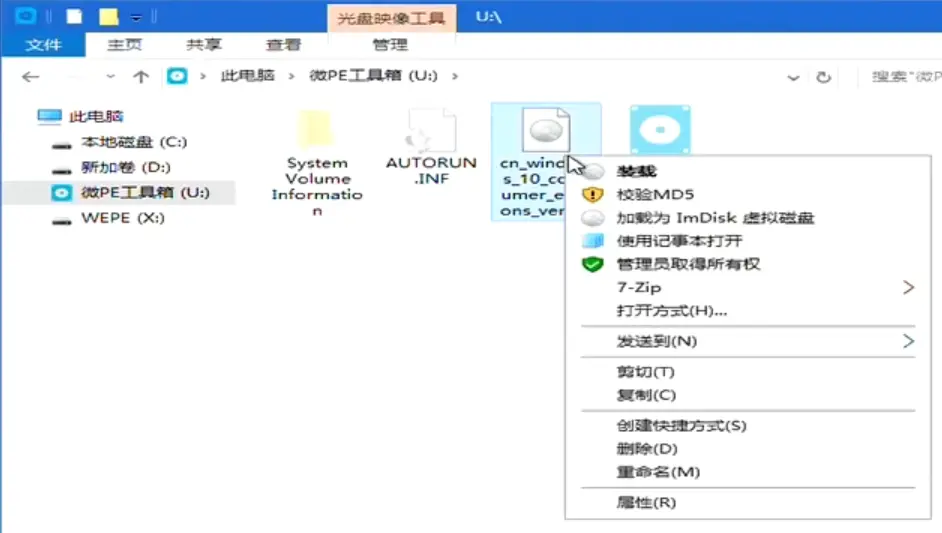 光盘映像工具
U:\
文件
主页
共享
查看
管理
此电脑
微PE工具箱 (U:)
搜索"微P
此电脑
本地磁盘 (C:)
新加卷 (D:)
微PE工具箱 (U:)
WEPE (X:)
System
Volume
Informatio
n
AUTORUN
.INF
cn_wind
s_10_co
umer_e
ons_ver
装载
校验MD5
加载为 ImDisk 虚拟磁盘
使用记事本打开
管理员取得所有权
7-Zip
打开方式(H)...
发送到(N)
剪切(T)
复制(C)
创建快捷方式(S)
删除(D)
重命名(M)
属性(R)